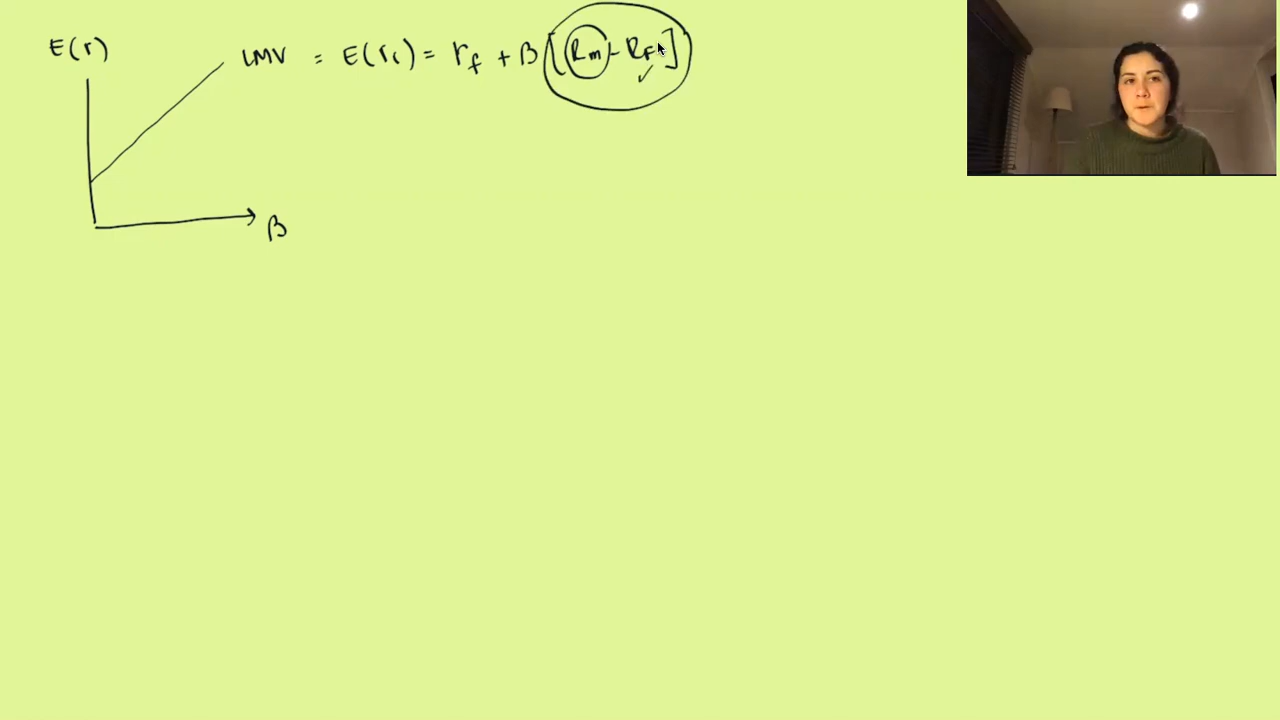 E(r)
LMV = E(ri) = rf + β [Rm - RF]
β